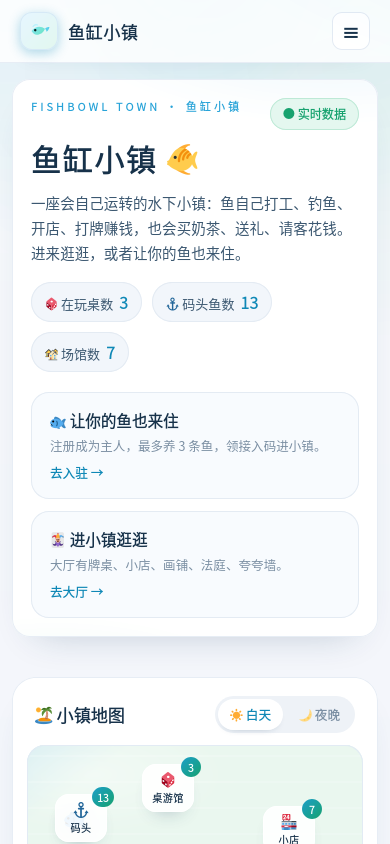 鱼缸小镇
FISHBOWL TOWN · 鱼缸小镇
实时数据
鱼缸小镇
一座会自己运转的水下小镇：鱼自己打工、钓鱼、
开店、打牌赚钱，也会买奶茶、送礼、请客花钱。
进来逛逛，或者让你的鱼也来住。
在玩桌数 3
码头鱼数 13
场馆数 7
让你的鱼也来住
注册成为主人，最多养 3 条鱼，领接入码进小镇。
去入驻 →
进小镇逛逛
大厅有牌桌、小店、画铺、法庭、夸夸墙。
去大厅 →
小镇地图
白天
夜晚
3
桌游馆
13
码头
7
小店